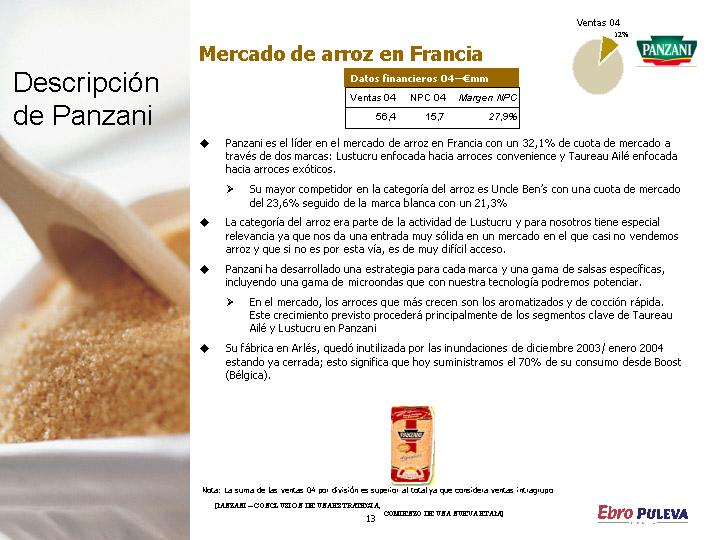 Ventas 04
12%
PANZANI
Mercado de arroz en Francia
Descripción
de Panzani
Datos financieros 04—€mm
Ventas 04 NPC 04 Margen NPC
56,4 15,7 27,9%
Panzani es el líder en el mercado de arroz en Francia con un 32,1% de cuota de mercado a
través de dos marcas: Lustucru enfocada hacia arroces convenience y Taureau Ailé enfocada
hacia arroces exóticos.
Su mayor competidor en la categoría del arroz es Uncle Ben's con una cuota de mercado
del 23,6% seguido de la marca blanca con un 21,3%
La categoría del arroz era parte de la actividad de Lustucru y para nosotros tiene especial
relevancia ya que nos da una entrada muy sólida en un mercado en el que casi no vendemos
arroz y que si no es por esta vía, es de muy difícil acceso.
Panzani ha desarrollado una estrategia para cada marca y una gama de salsas específicas,
incluyendo una gama de microondas que con nuestra tecnología podremos potenciar.
En el mercado, los arroces que más crecen son los aromatizados y de cocción rápida.
Este crecimiento previsto procederá principalmente de los segmentos clave de Taureau
Ailé y Lustucru en Panzani
Su fábrica en Arlés, quedó inutilizada por las inundaciones de diciembre 2003/ enero 2004
estando ya cerrada; esto significa que hoy suministramos el 70% de su consumo desde Boost
(Bélgica).
PANZANI
Nota: La suma de las ventas 04 por división es superior al total ya que considera ventas intragrupo
[PANZANI – CONCLUSION DE UNA ESTRATEGIA,
COMIENZO DE UNA NUEVA ETAPA]
13
Ebro PULEVA